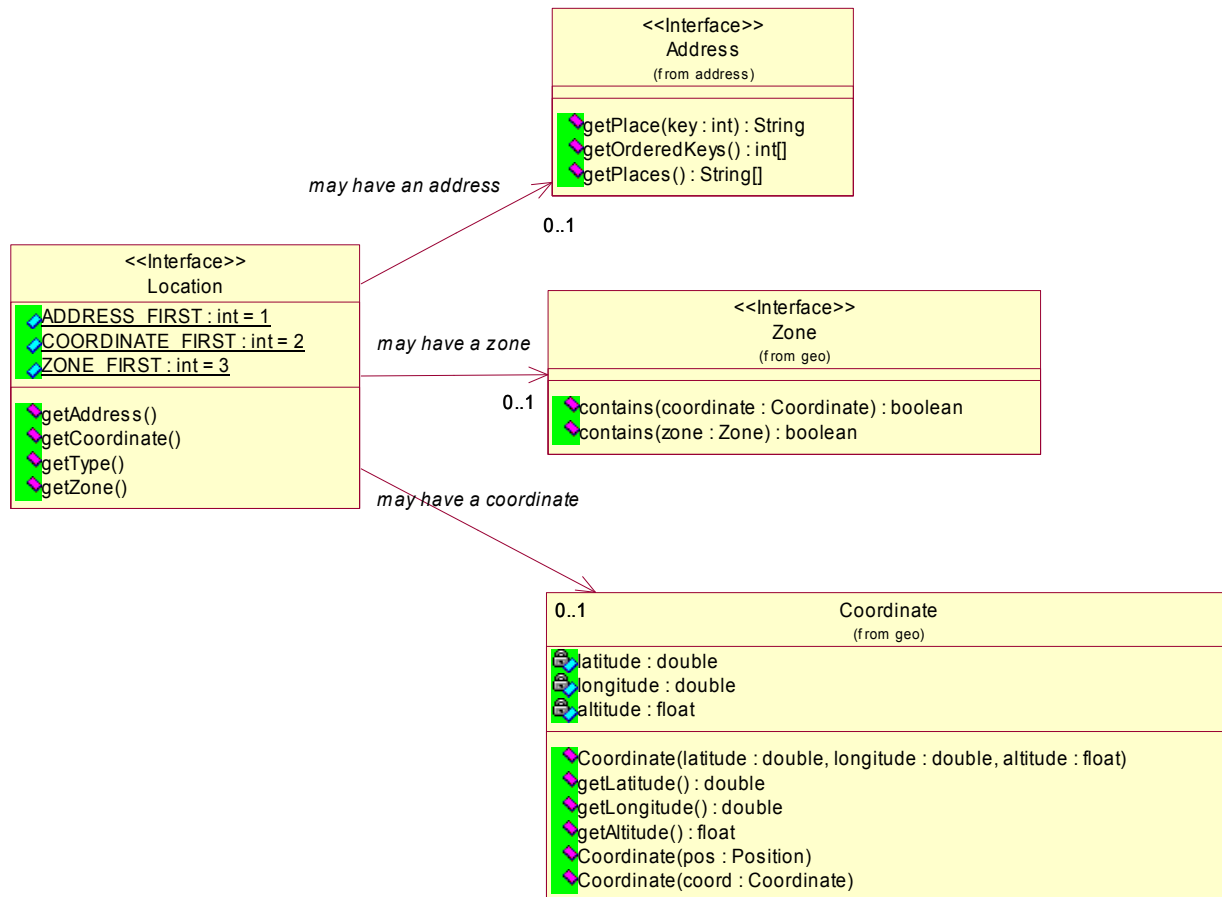 <<Interface>>
Address
(from address)
getPlace(key : int) : String
getOrderedKeys() : int[]
getPlaces() : String[]
may have an address
0..1
<<Interface>>
Location
ADDRESS_FIRST : int = 1
COORDINATE_FIRST : int = 2
ZONE_FIRST : int = 3
getAddress()
getCoordinate()
getType()
getZone()
may have a zone
0..1
<<Interface>>
Zone
(from geo)
contains(coordinate : Coordinate) : boolean
contains(zone : Zone) : boolean
may have a coordinate
0..1
Coordinate
(from geo)
latitude : double
longitude : double
altitude : float
Coordinate(latitude : double, longitude : double, altitude : float)
getLatitude() : double
getLongitude() : double
getAltitude() : float
Coordinate(pos : Position)
Coordinate(coord : Coordinate)